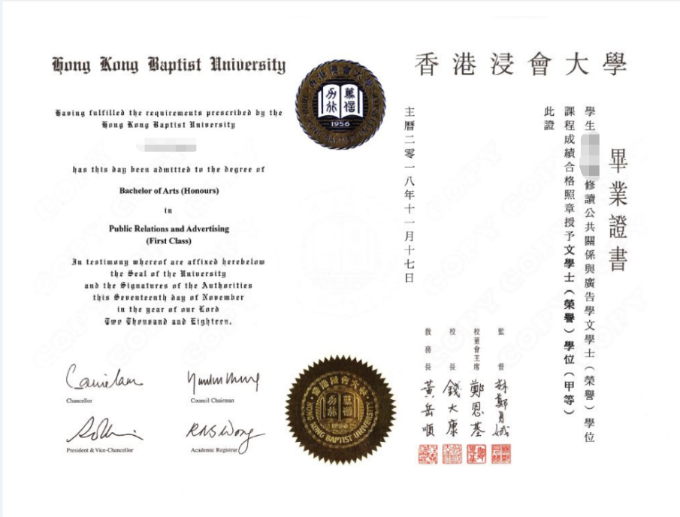 Hong Kong Baptist University
Having fulfilled the requirements prescribed by the
Hong Kong Baptist University
has this day been admitted to the degree of
Bachelor of Arts (Honours)
in
Public Relations and Advertising
(First Class)
In testimony whereof are affixed herebelow
the Seal of the University
and the Signatures of the Authorities
this Seventeenth day of November
in the year of our Lord
Two Thousand and Eighteen.
Chancellor
Council Chairman
President & Vice-Chancellor
Academic Registrar
1956
香港浸會大學
畢業證書
學生
修讀公共關係與廣告學文學士(榮譽)學位
課程成績合格照章授予文學士(榮譽)學位(甲等)
此證
主曆二零一八年十一月十七日
監督 林鄭月娥
校董會主席 鄭恩基
校長 錢大康
教務長 黃岳順
HONG KONG BAPTIST UNIVERSITY
COPY